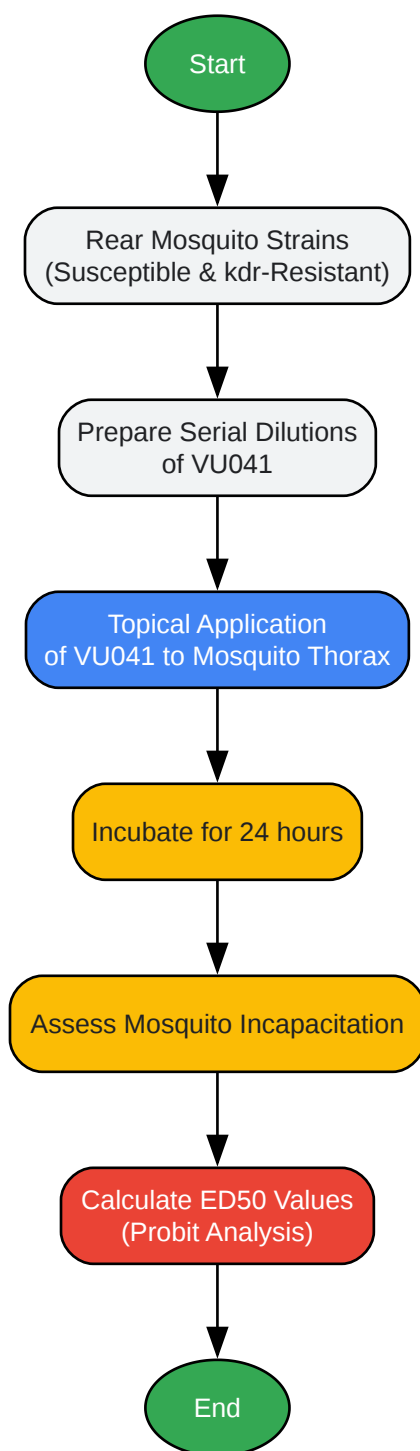 Start
Rear Mosquito Strains
(Susceptible & kdr-Resistant)
Prepare Serial Dilutions
of VU041
Topical Application
of VU041 to Mosquito Thorax
Incubate for 24 hours
Assess Mosquito Incapacitation
Calculate ED50 Values
(Probit Analysis)
End